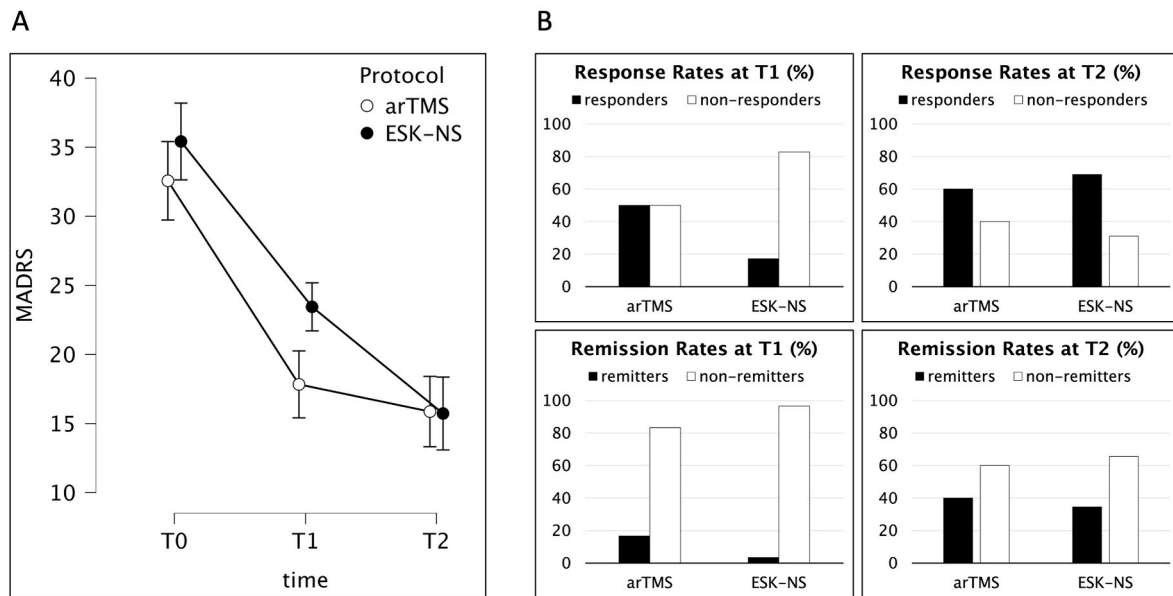 A
40
35
30
25
20
15
10
MADRS
Protocol
arTMS
ESK-NS
T0 T1 T2
time
B
Response Rates at T1 (%)
responders non-responders
100
80
60
40
20
0
arTMS ESK-NS
Response Rates at T2 (%)
responders non-responders
100
80
60
40
20
0
arTMS ESK-NS
Remission Rates at T1 (%)
remitters non-remitters
100
80
60
40
20
0
arTMS ESK-NS
Remission Rates at T2 (%)
remitters non-remitters
100
80
60
40
20
0
arTMS ESK-NS